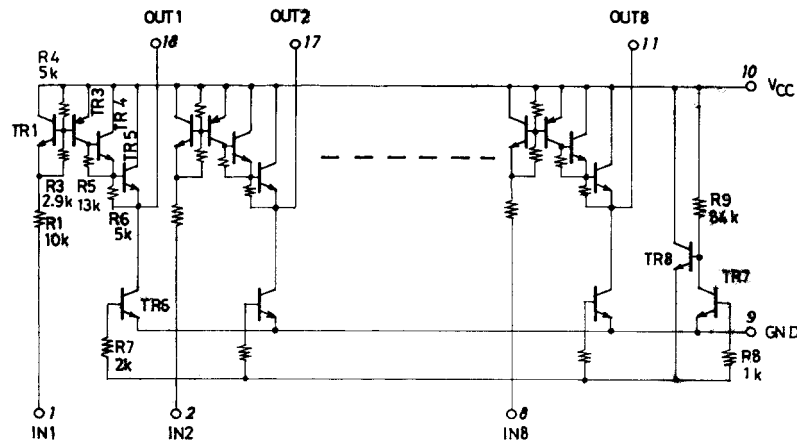 OUT1 OUT2 OUT8
18 17 11
R4
5k
10 VCC
TR3
TR4
TR5
TR1
R3
2.9k
R5
13k
R1
10k
R6
5k
R9
84k
TR8
TR7
TR6
9 GND
R7
2k
R8
1k
1 2 8
IN1 IN2 IN8